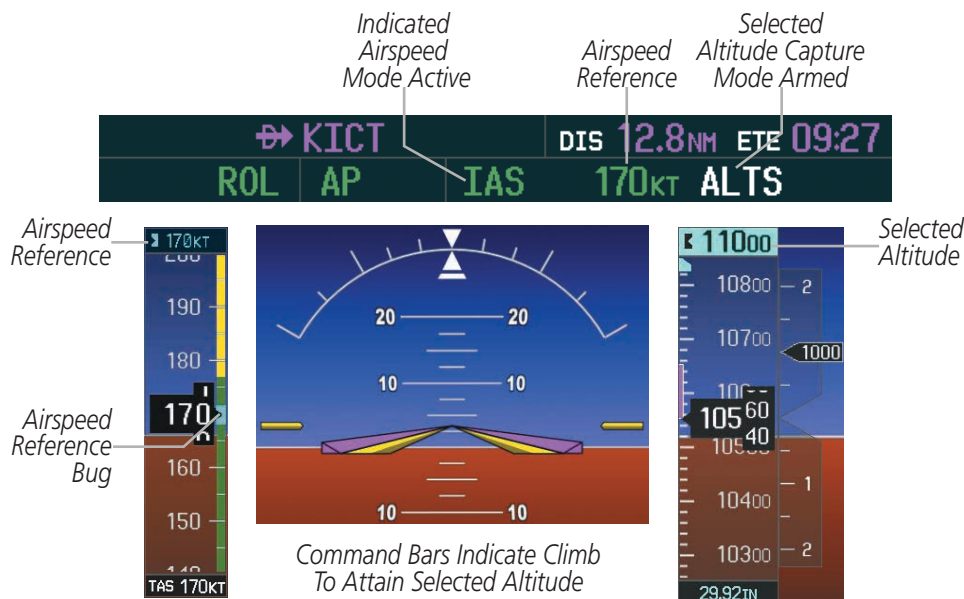 Indicated
Airspeed
Mode Active
Airspeed
Reference
Selected
Altitude Capture
Mode Armed
KICT DIS 12.8NM ETE 09:27
ROL AP IAS 170KT ALTS
Airspeed
Reference
170KT
190
180
170
160
150
TAS 170KT
Airspeed
Reference
Bug
20 20
10 10
10 10
Command Bars Indicate Climb
To Attain Selected Altitude
11000
10800
10700
105
60
40
10400
10300
29.92IN
2
1000
1
2
Selected
Altitude